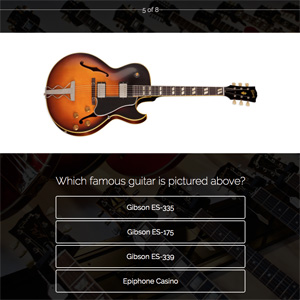 5 of 8
Which famous guitar is pictured above?
Gibson ES-335
Gibson ES-175
Gibson ES-339
Epiphone Casino